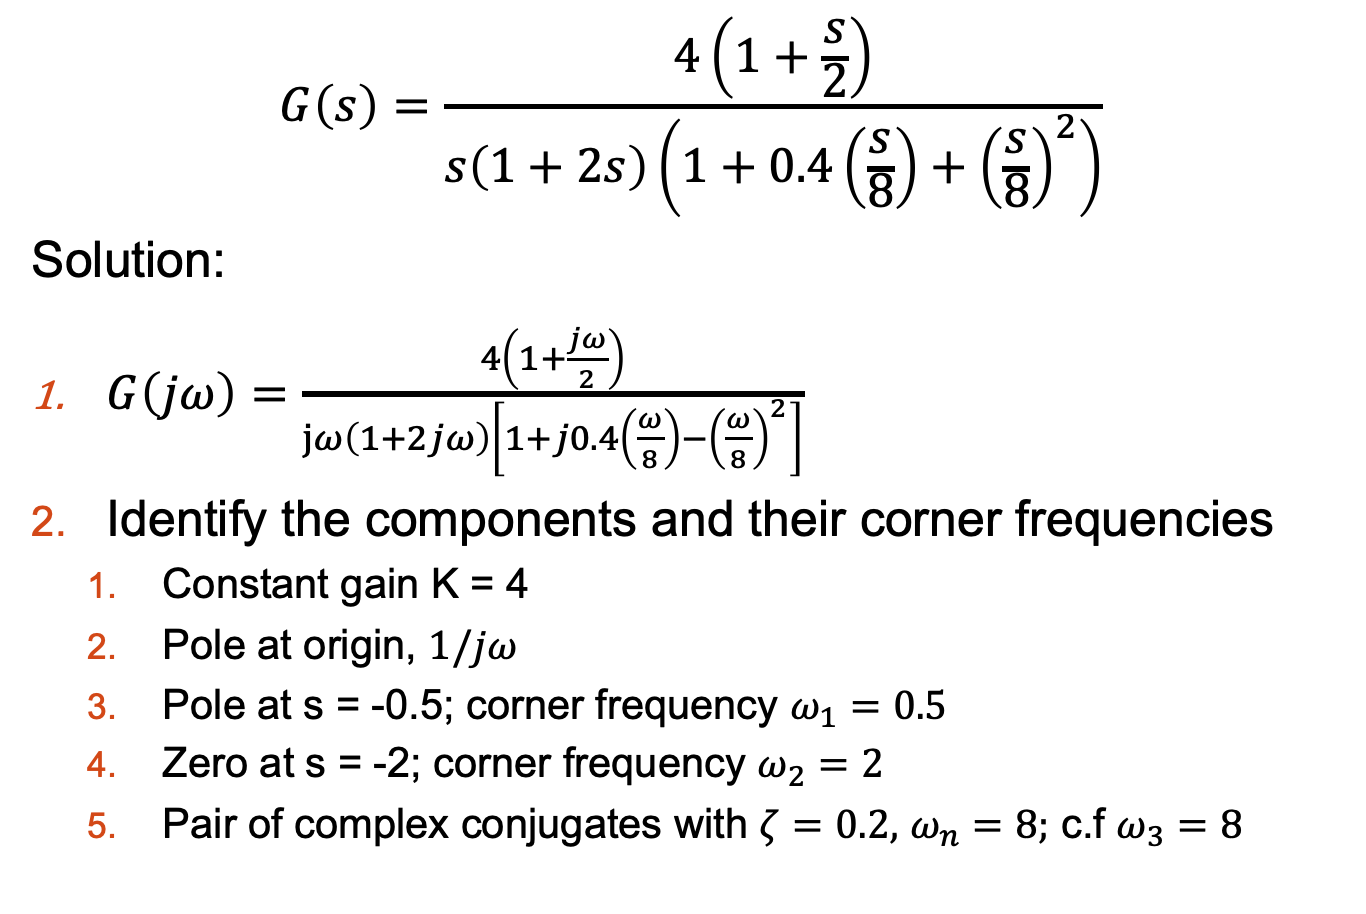 G(s) = 4(1 + s/2) / s(1 + 2s)(1 + 0.4(s/8) + (s/8)²)
Solution:
1. G(jω) = 4(1+jω/2) / jω(1+2jω)[1+j0.4(ω/8)−(ω/8)²]
2. Identify the components and their corner frequencies
1. Constant gain K = 4
2. Pole at origin, 1/jω
3. Pole at s = -0.5; corner frequency ω₁ = 0.5
4. Zero at s = -2; corner frequency ω₂ = 2
5. Pair of complex conjugates with ζ = 0.2, ωₙ = 8; c.f ω₃ = 8